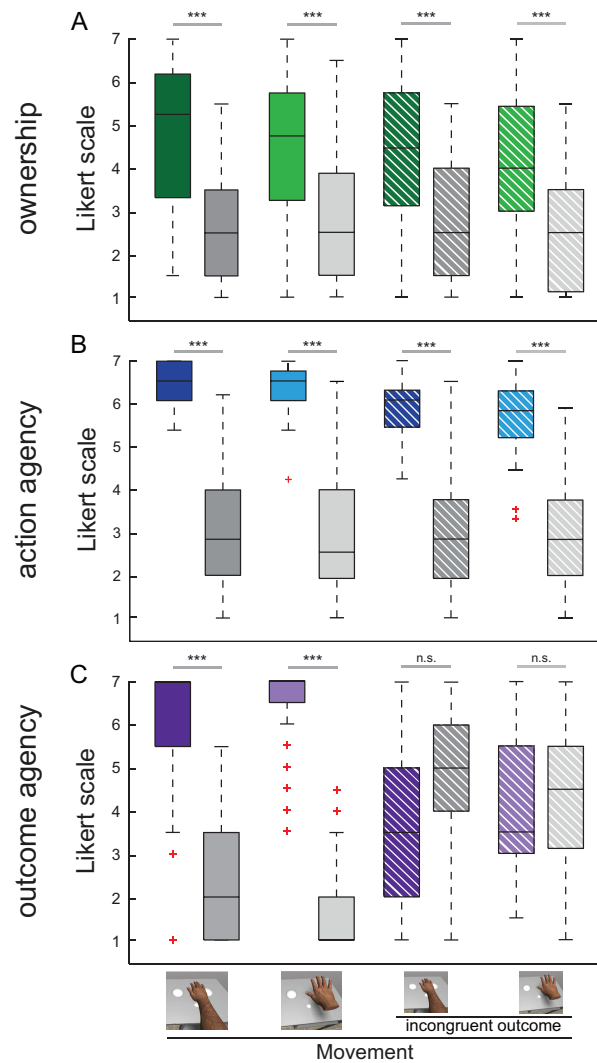 A
ownership
Likert scale
7
6
5
4
3
2
1
***
***
***
***
B
action agency
Likert scale
7
6
5
4
3
2
1
***
***
***
***
C
outcome agency
Likert scale
7
6
5
4
3
2
1
***
***
n.s.
n.s.
incongruent outcome
Movement